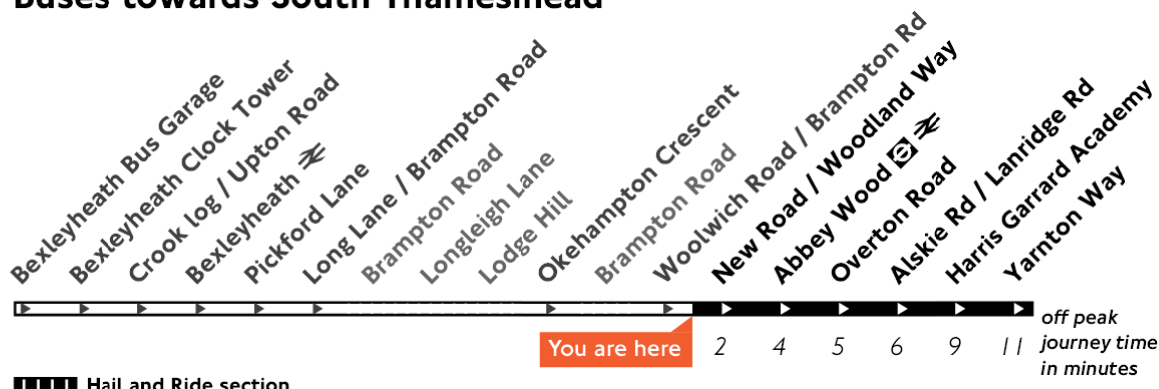 Buses towards South Thamesmead
Bexleyheath Bus Garage
Bexleyheath Clock Tower
Crook log / Upton Road
Bexleyheath
Pickford Lane
Long Lane / Brampton Road
Brampton Road
Longleigh Lane
Lodge Hill
Okehampton Crescent
Brampton Road
Woolwich Road / Brampton Rd
New Road / Woodland Way
Abbey Wood
Overton Road
Alskie Rd / Lanridge Rd
Harris Garrard Academy
Yarnton Way
You are here
2 4 5 6 9 11
off peak
journey time
in minutes
Hail and Ride section